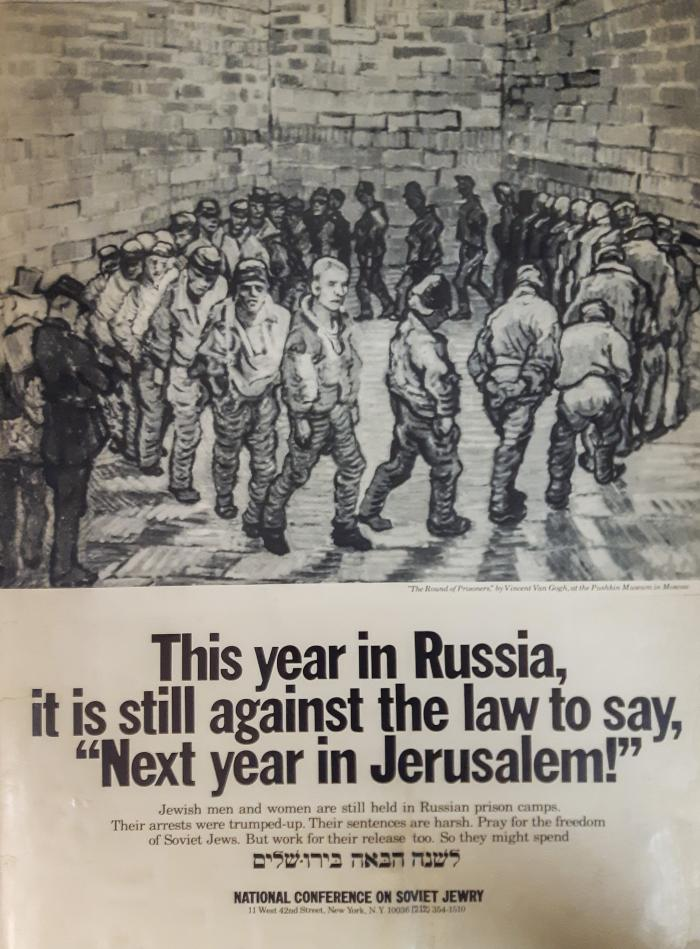 "The Round of Prisoners," by Vincent Van Gogh, at the Pushkin Museum in Moscow
This year in Russia,
it is still against the law to say,
“Next year in Jerusalem!”
Jewish men and women are still held in Russian prison camps.
Their arrests were trumped-up. Their sentences are harsh. Pray for the freedom
of Soviet Jews. But work for their release too. So they might spend
לשנה הבאה בירושלים
NATIONAL CONFERENCE ON SOVIET JEWRY
11 West 42nd Street, New York, N.Y. 10036 (212) 354-1510